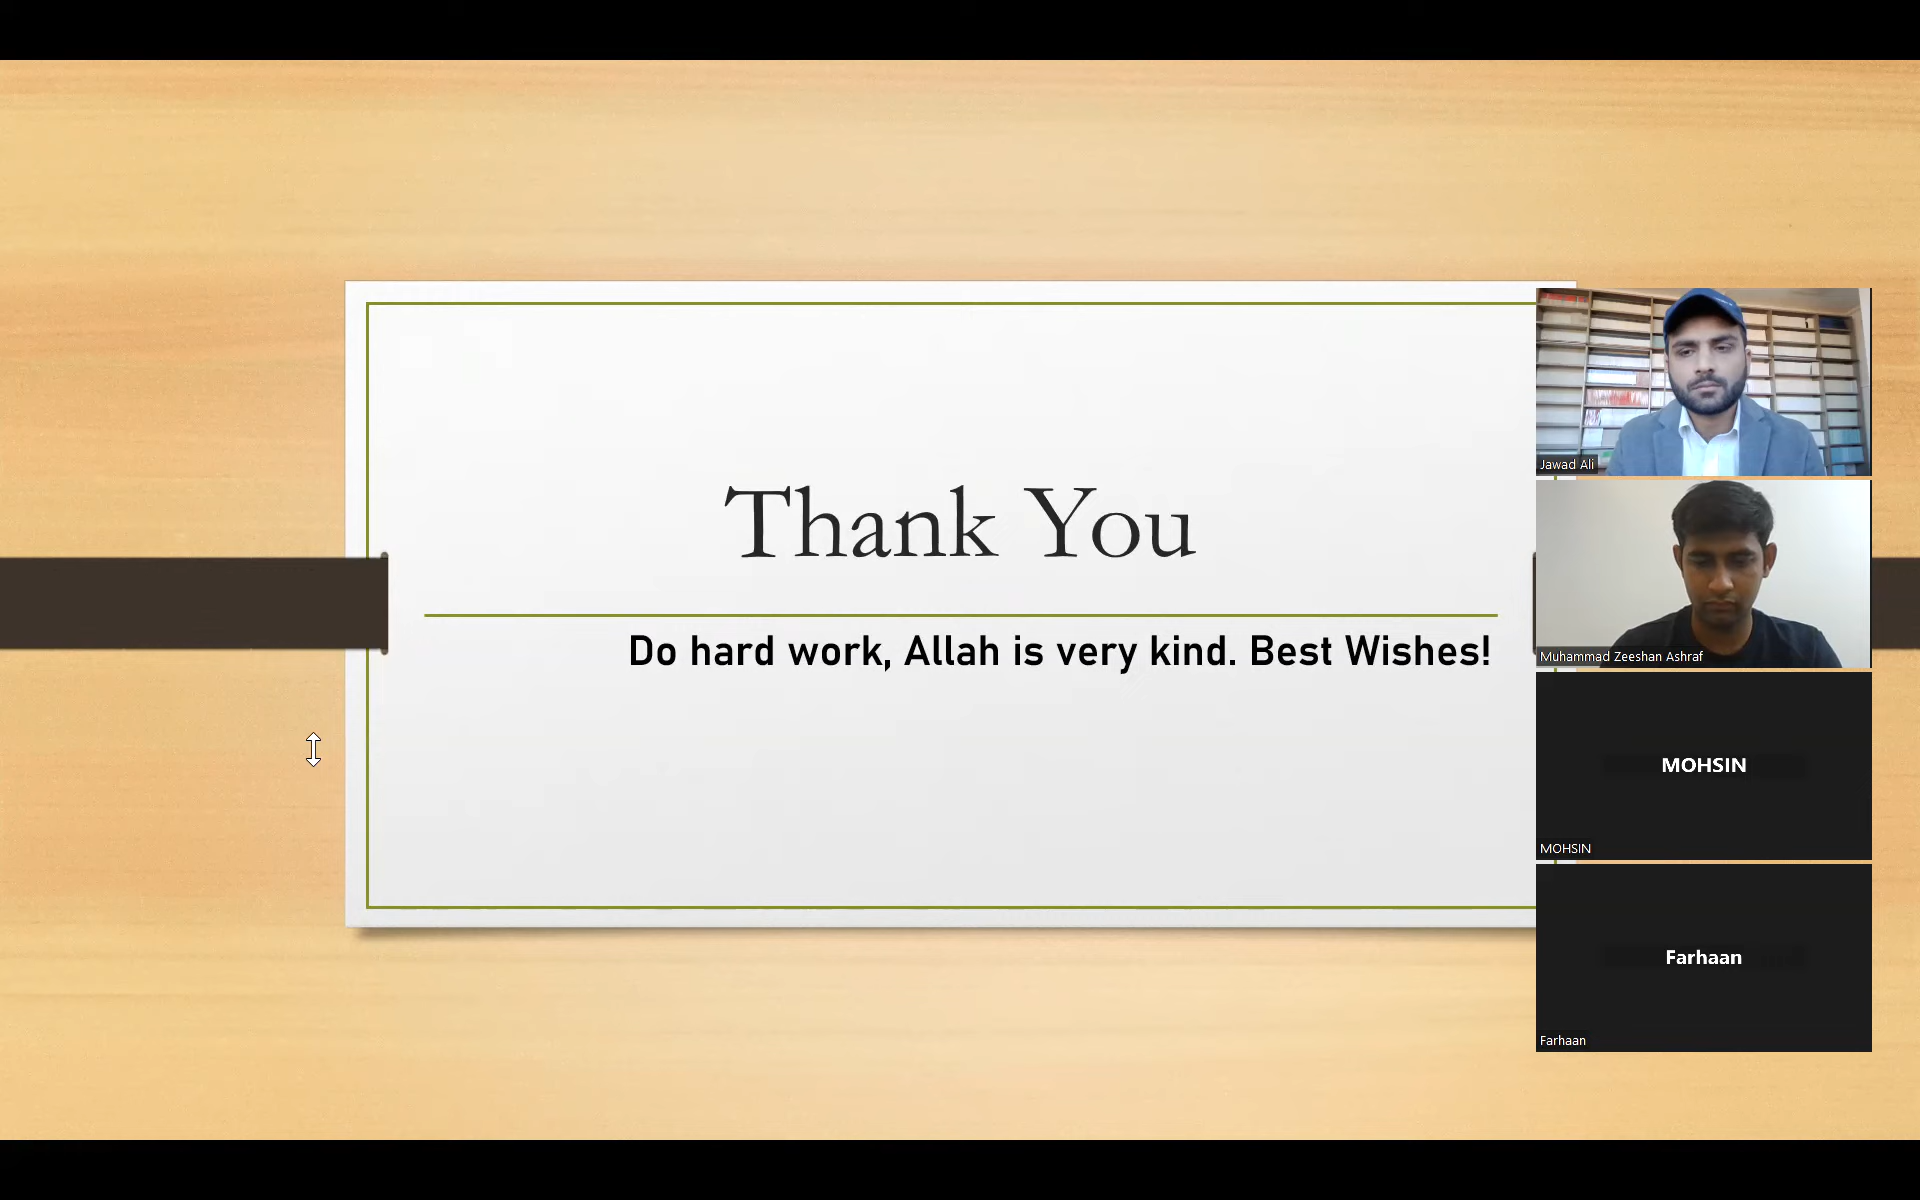 Thank You
Do hard work, Allah is very kind. Best Wishes!
Jawad Ali
Muhammad Zeeshan Ashraf
MOHSIN
MOHSIN
Farhaan
Farhaan